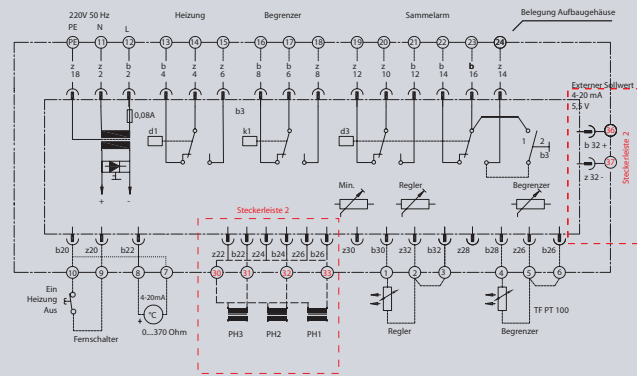 220V 50 Hz
Heizung
Begrenzer
Sammelarm
Belegung Aufbaugehäuse
PE N L
PE 11 12 13 14 15 16 17 18 19 20 21 22 23 24
z 18
z 2
b 2
b 4
z 4
z 6
b 8
b 6
z 8
z 12
z 10
b 12
b 14
b 16
z 14
Externer Sollwert
4-20 mA
5,5 V
0,08A
b3
d1
k1
d3
1 2
b3
36
b 32 +
37
z 32 -
Steckerleiste 2
+ -
Min.
Regler
Begrenzer
Steckerleiste 2
b20 z20 b22 z22 b22 z24 b24 z26 b26 z30 b30 z32 b32 z28 b28 z26 b26
10 9 8 7 30 31 32 33 1 2 3 4 5 6
Ein
Heizung
Aus
4-20mA
+ °C
0....370 Ohm
Fernschalter
PH3 PH2 PH1
Regler
TF PT 100
Begrenzer